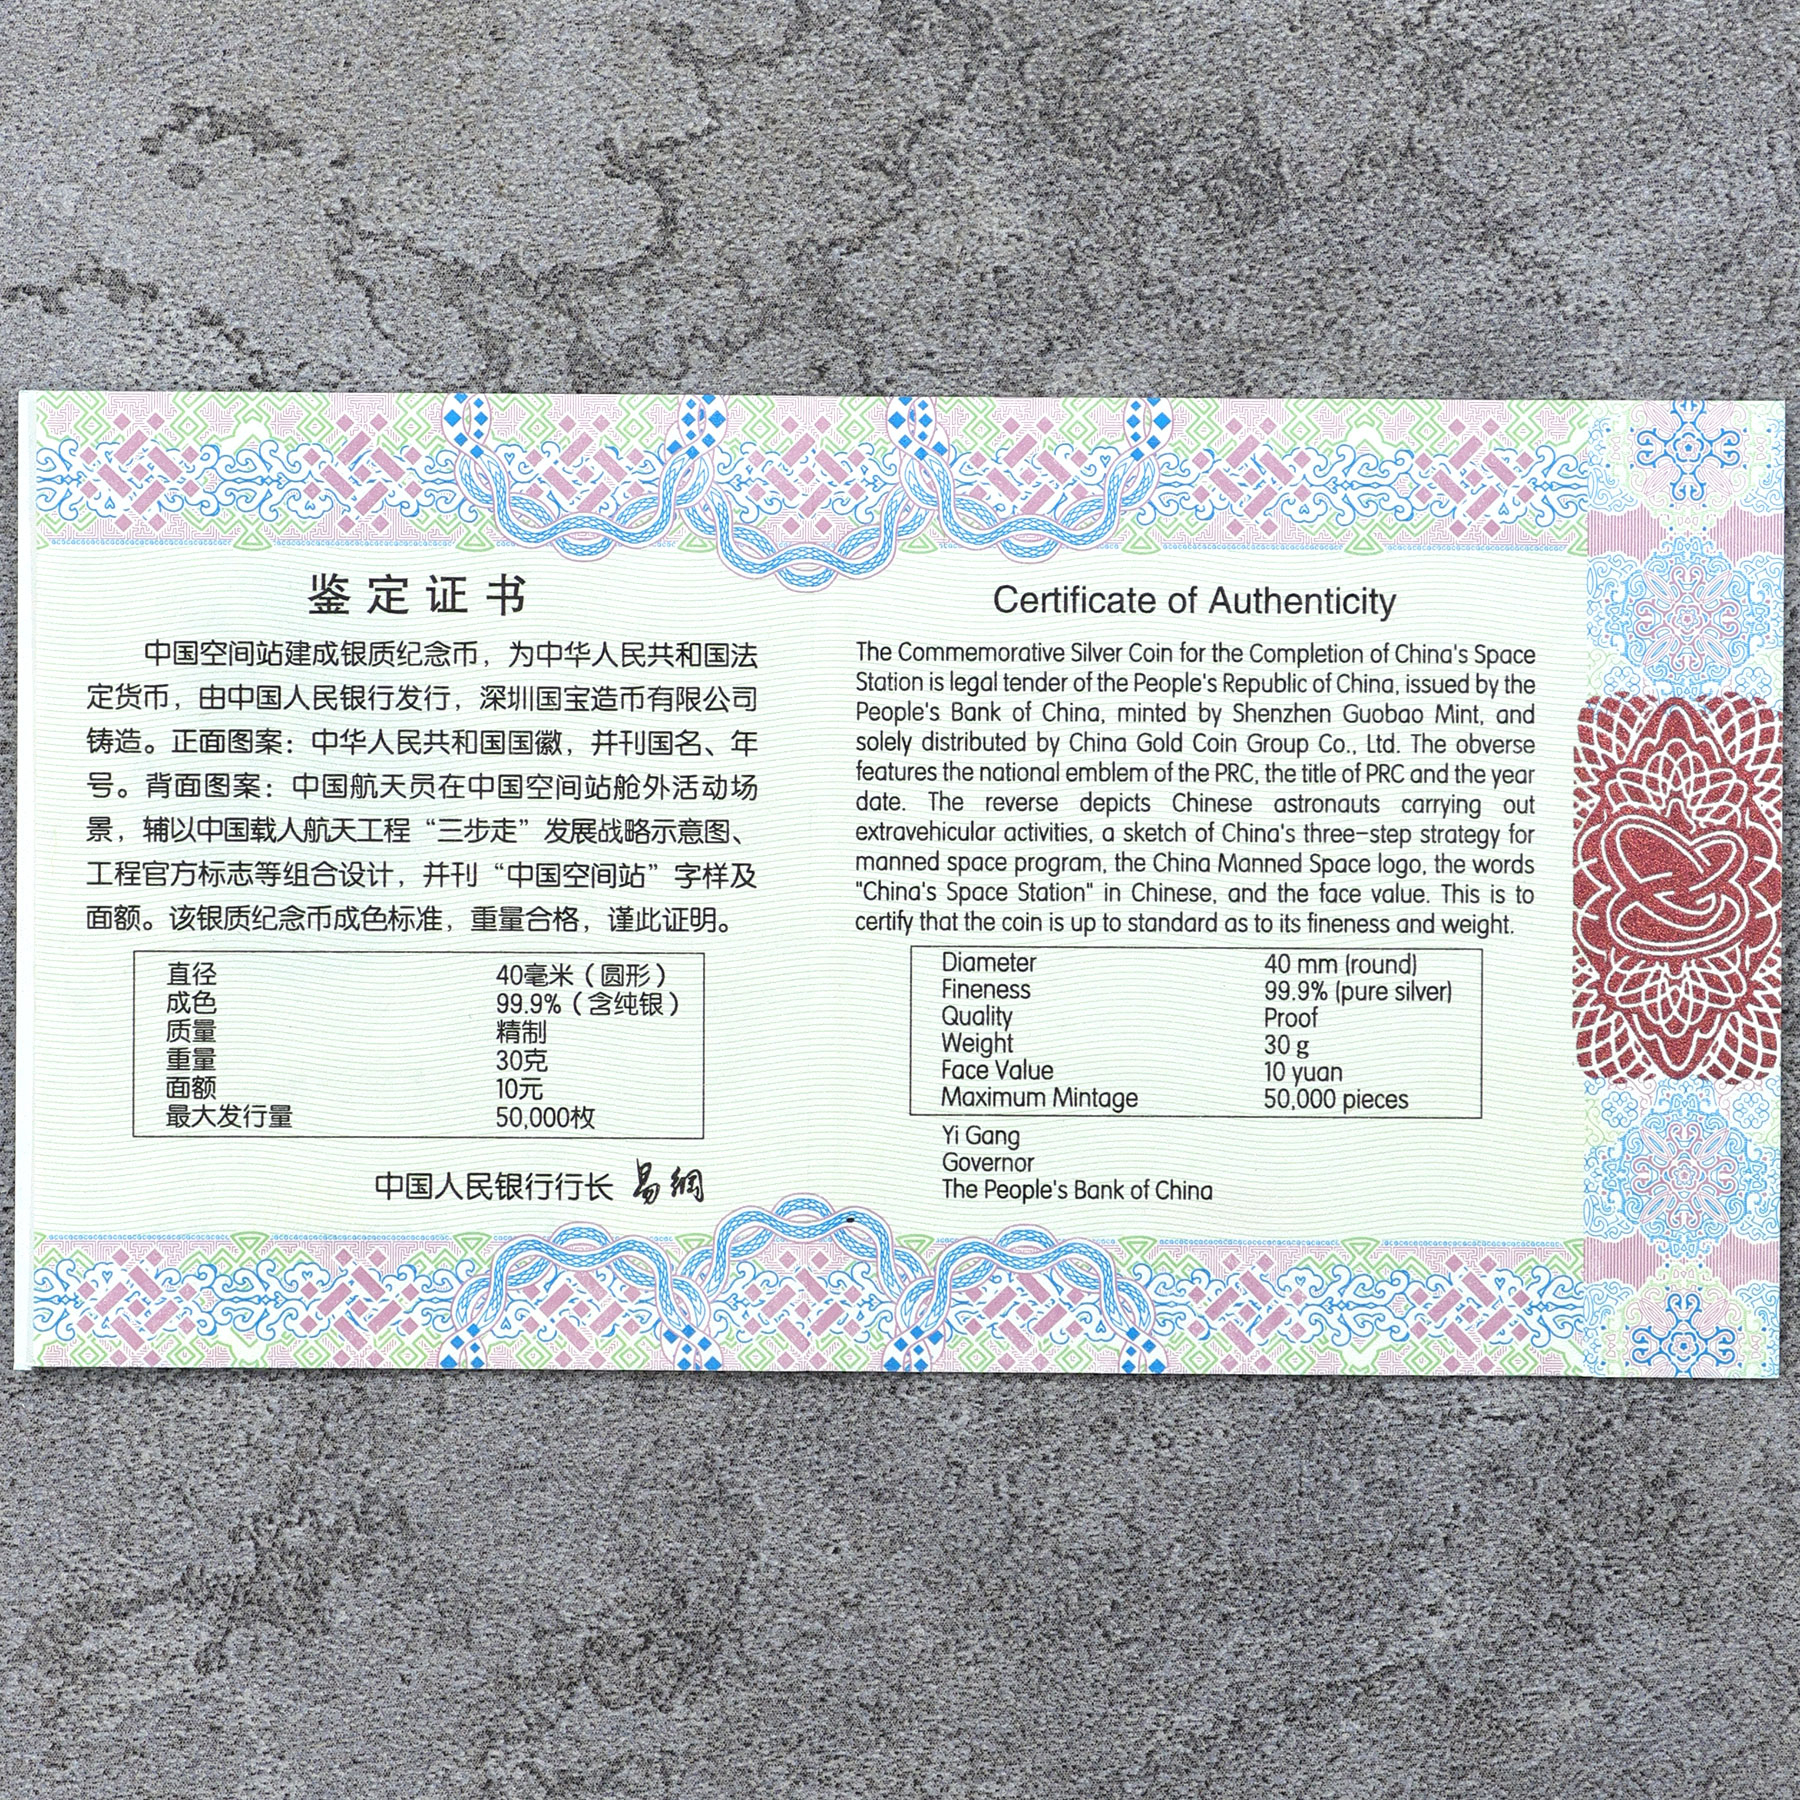 鉴定证书
中国空间站建成银质纪念币，为中华人民共和国法
定货币，由中国人民银行发行，深圳国宝造币有限公司
铸造。正面图案：中华人民共和国国徽，并刊国名、年
号。背面图案：中国航天员在中国空间站舱外活动场
景，辅以中国载人航天工程“三步走”发展战略示意图、
工程官方标志等组合设计，并刊“中国空间站”字样及
面额。该银质纪念币成色标准，重量合格，谨此证明。
直径 40毫米（圆形）
成色 99.9%（含纯银）
质量 精制
重量 30克
面额 10元
最大发行量 50,000枚
中国人民银行行长 易綱
Certificate of Authenticity
The Commemorative Silver Coin for the Completion of China's Space
Station is legal tender of the People's Republic of China, issued by the
People's Bank of China, minted by Shenzhen Guobao Mint, and
solely distributed by China Gold Coin Group Co., Ltd. The obverse
features the national emblem of the PRC, the title of PRC and the year
date. The reverse depicts Chinese astronauts carrying out
extravehicular activities, a sketch of China's three-step strategy for
manned space program, the China Manned Space logo, the words
"China's Space Station" in Chinese, and the face value. This is to
certify that the coin is up to standard as to its fineness and weight.
Diameter 40 mm (round)
Fineness 99.9% (pure silver)
Quality Proof
Weight 30 g
Face Value 10 yuan
Maximum Mintage 50,000 pieces
Yi Gang
Governor
The People's Bank of China